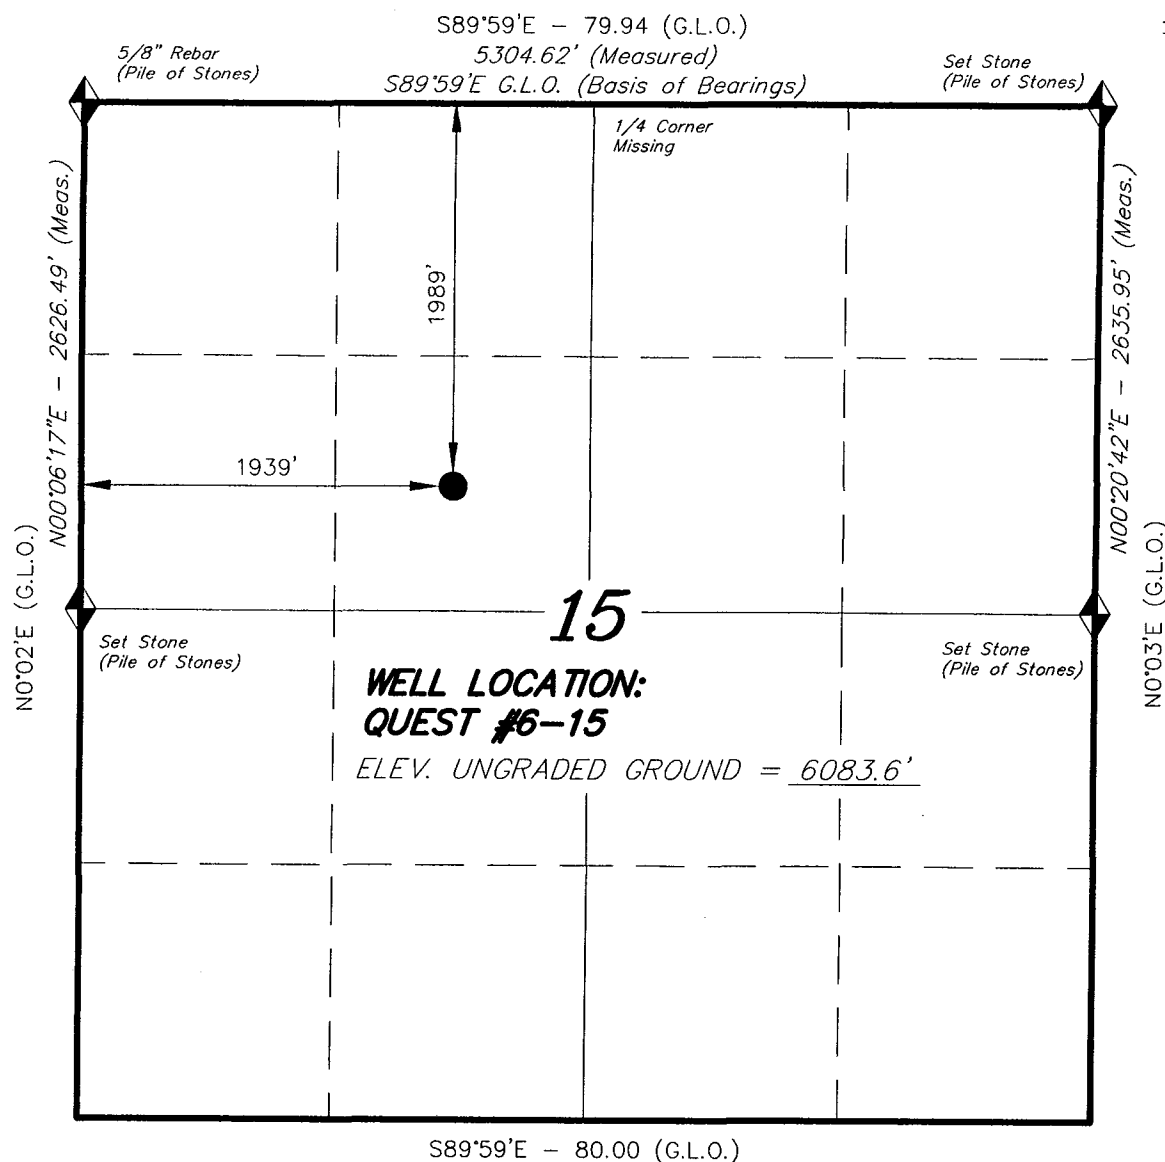 S89°59'E - 79.94 (G.L.O.)
5304.62' (Measured)
S89°59'E G.L.O. (Basis of Bearings)
5/8" Rebar
(Pile of Stones)
Set Stone
(Pile of Stones)
1/4 Corner
Missing
N00°06'17"E - 2626.49' (Meas.)
N0°02'E (G.L.O.)
1989'
1939'
N00°20'42"E - 2635.95' (Meas.)
N0°03'E (G.L.O.)
15
Set Stone
(Pile of Stones)
Set Stone
(Pile of Stones)
WELL LOCATION:
QUEST #6-15
ELEV. UNGRADED GROUND = 6083.6'
S89°59'E - 80.00 (G.L.O.)